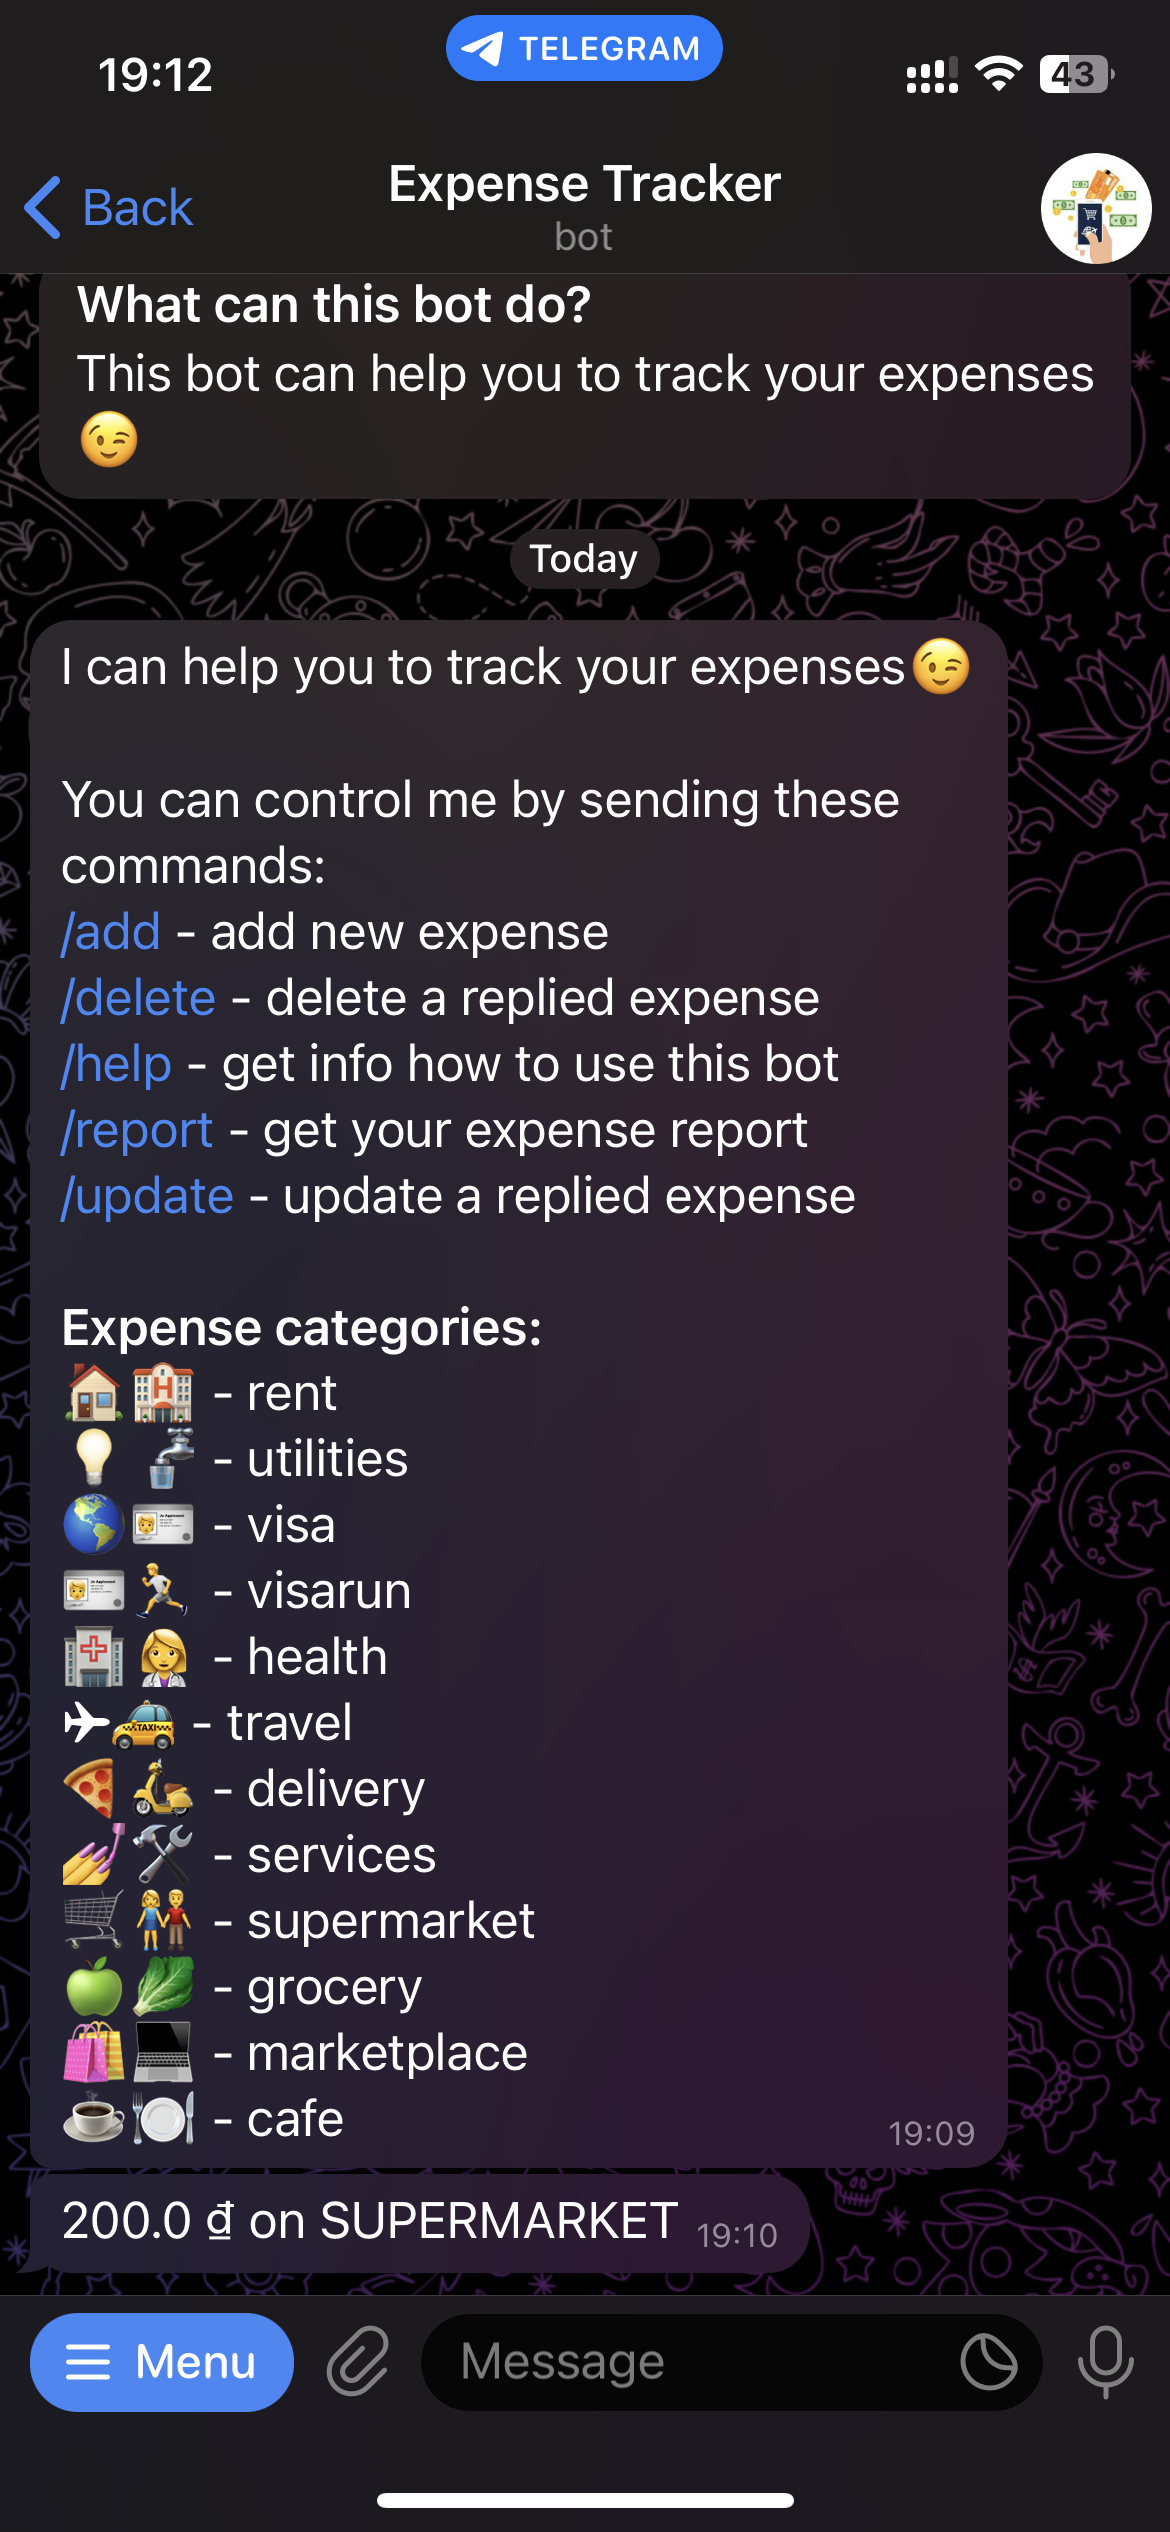 19:12
TELEGRAM
43
Back
Expense Tracker
bot
What can this bot do?
This bot can help you to track your expenses
😉
Today
I can help you to track your expenses😉
You can control me by sending these
commands:
/add - add new expense
/delete - delete a replied expense
/help - get info how to use this bot
/report - get your expense report
/update - update a replied expense
Expense categories:
🏠🏨 - rent
💡🚰 - utilities
🌎🪪 - visa
🪪🏃 - visarun
🏥👩‍⚕️ - health
✈🚕 - travel
🍕🛵 - delivery
💅🛠 - services
🛒👫 - supermarket
🍏🥬 - grocery
🛍💻 - marketplace
☕🍽 - cafe
19:09
200.0 ₫ on SUPERMARKET 19:10
Menu
Message